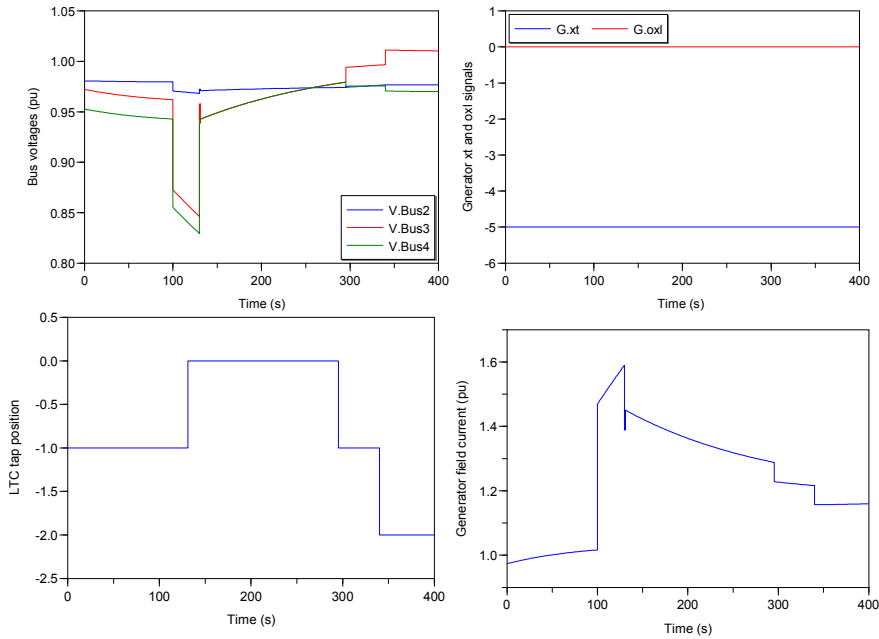 1.05
1.00
0.95
0.90
0.85
0.80
0 100 200 300 400
Time (s)
Bus voltages (pu)
V.Bus2
V.Bus3
V.Bus4
G.xt G.oxl
1
0
-1
-2
-3
-4
-5
-6
0 100 200 300 400
Time (s)
Gnerator xt and oxl signals
0.5
-0.0
-0.5
-1.0
-1.5
-2.0
-2.5
0 100 200 300 400
Time (s)
LTC tap position
1.6
1.4
1.2
1.0
0 100 200 300 400
Time (s)
Generator field current (pu)